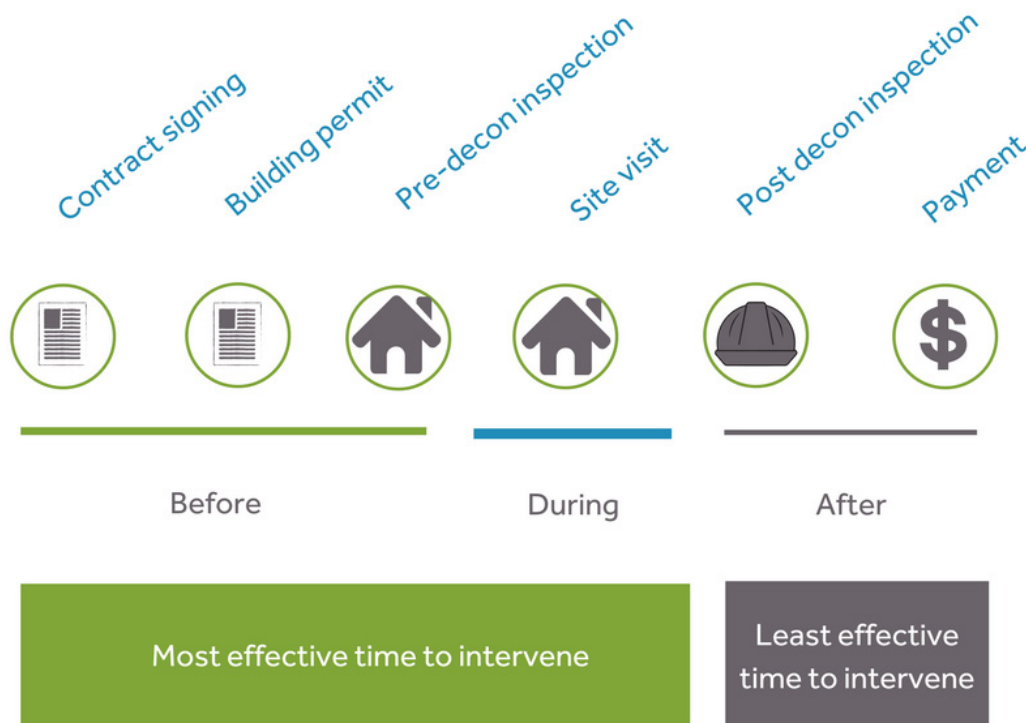 Contract signing
Building permit
Pre-decon inspection
Site visit
Post decon inspection
Payment
$
Before
During
After
Most effective time to intervene
Least effective
time to intervene